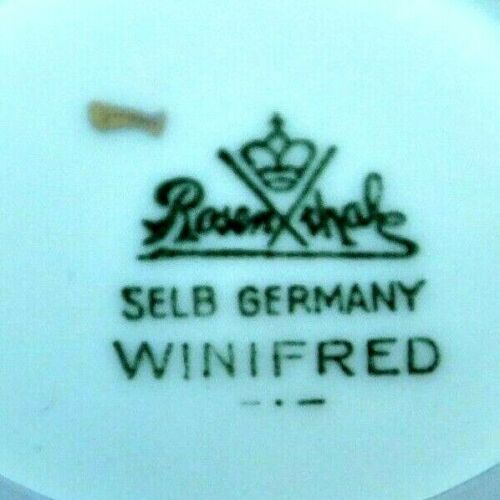 Rosenthal
SELB GERMANY
WINIFRED